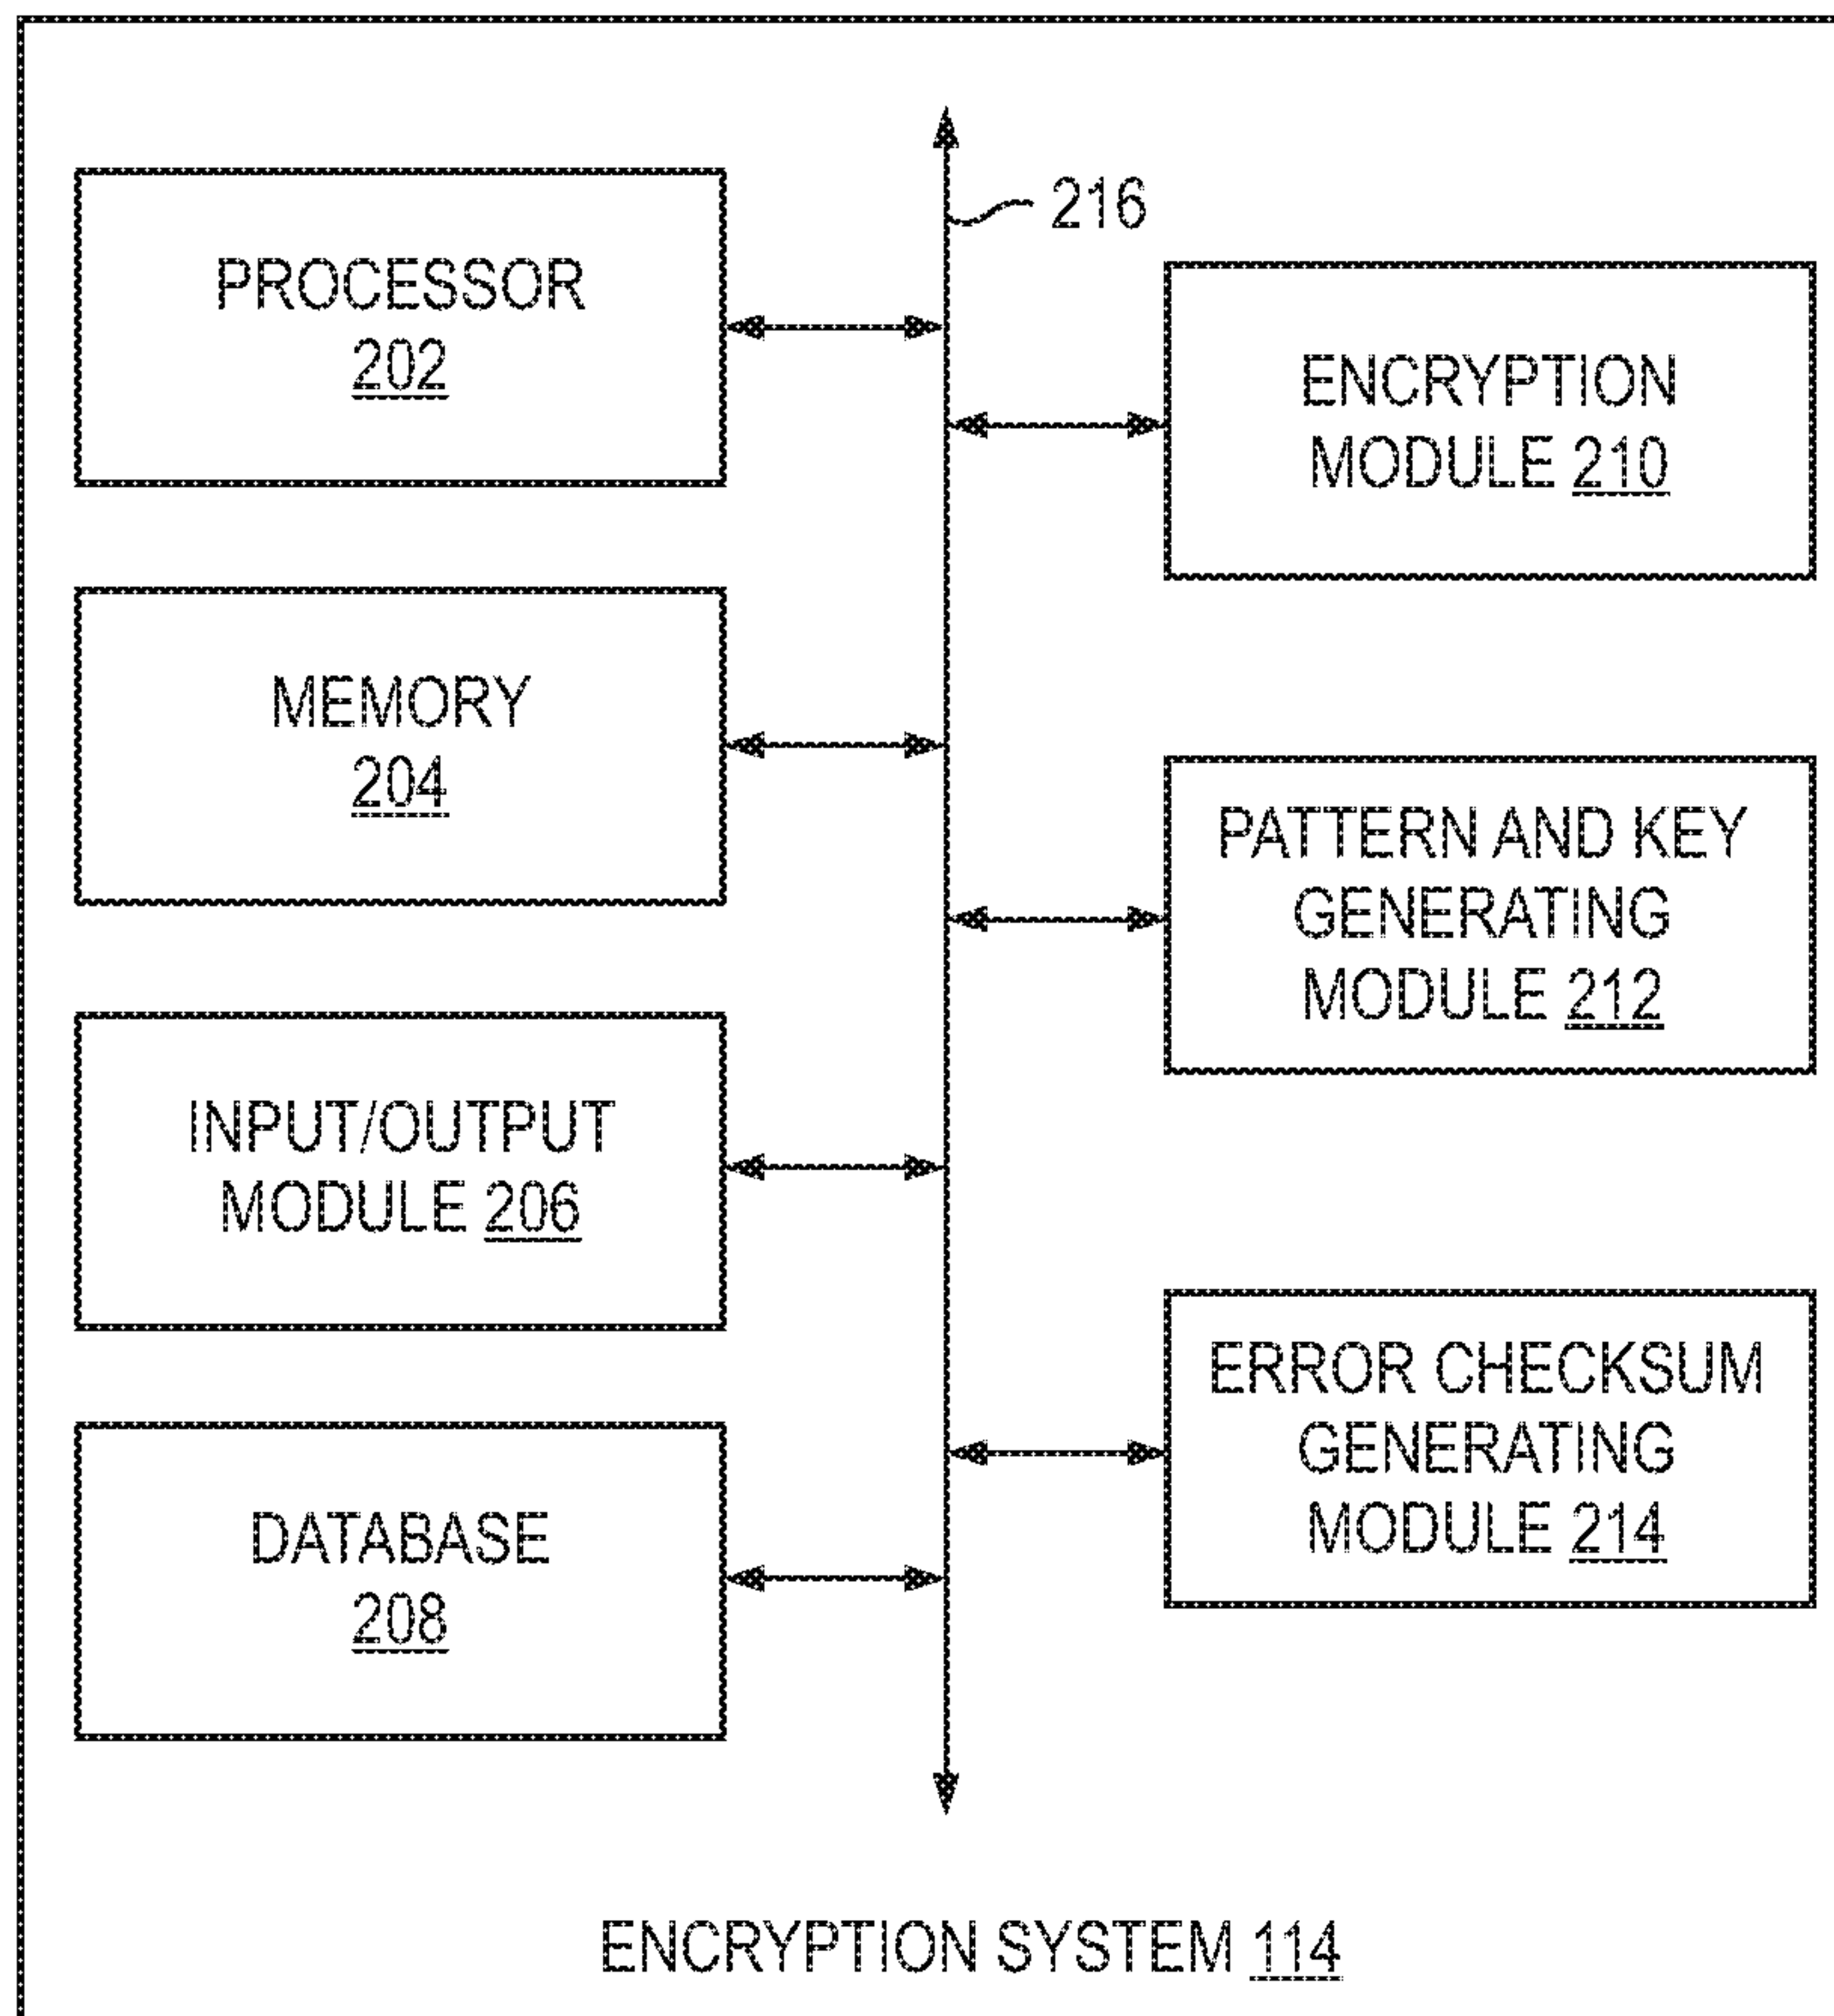 PROCESSOR
202
216
ENCRYPTION
MODULE 210
MEMORY
204
PATTERN AND KEY
GENERATING
MODULE 212
INPUT/OUTPUT
MODULE 206
ERROR CHECKSUM
GENERATING
MODULE 214
DATABASE
208
ENCRYPTION SYSTEM 114